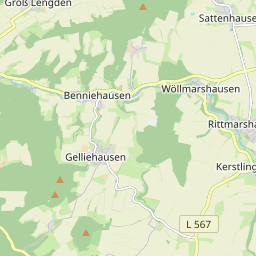 Groß Lengden
Sattenhause
Benniehausen
Wöllmarshausen
Rittmarsha
Gelliehausen
Kerstling
L 567